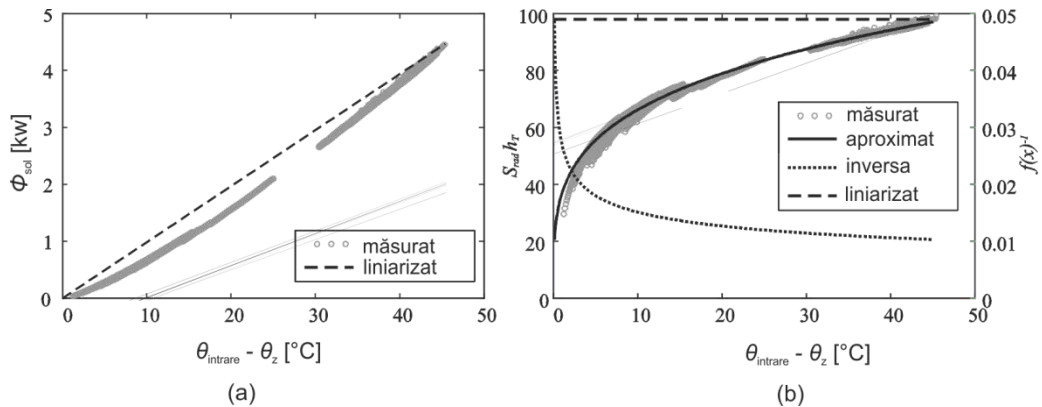 5
4
3
2
1
0
Φsol [kw]
0 10 20 30 40 50
θintrare - θz [°C]
măsurat
liniarizat
(a)
100
80
60
40
20
0
Srad hT
0.05
0.04
0.03
0.02
0.01
0
f(x)-1
0 10 20 30 40 50
θintrare - θz [°C]
măsurat
aproximat
inversa
liniarizat
(b)